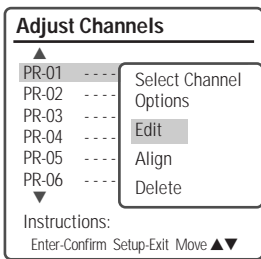 Adjust Channels
▲
PR-01 - - - -
PR-02 - - - -
PR-03 - - - -
PR-04 - - - -
PR-05 - - - -
PR-06 - - - -
▼
Select Channel
Options
Edit
Align
Delete
Instructions:
Enter-Confirm Setup-Exit Move ▲▼